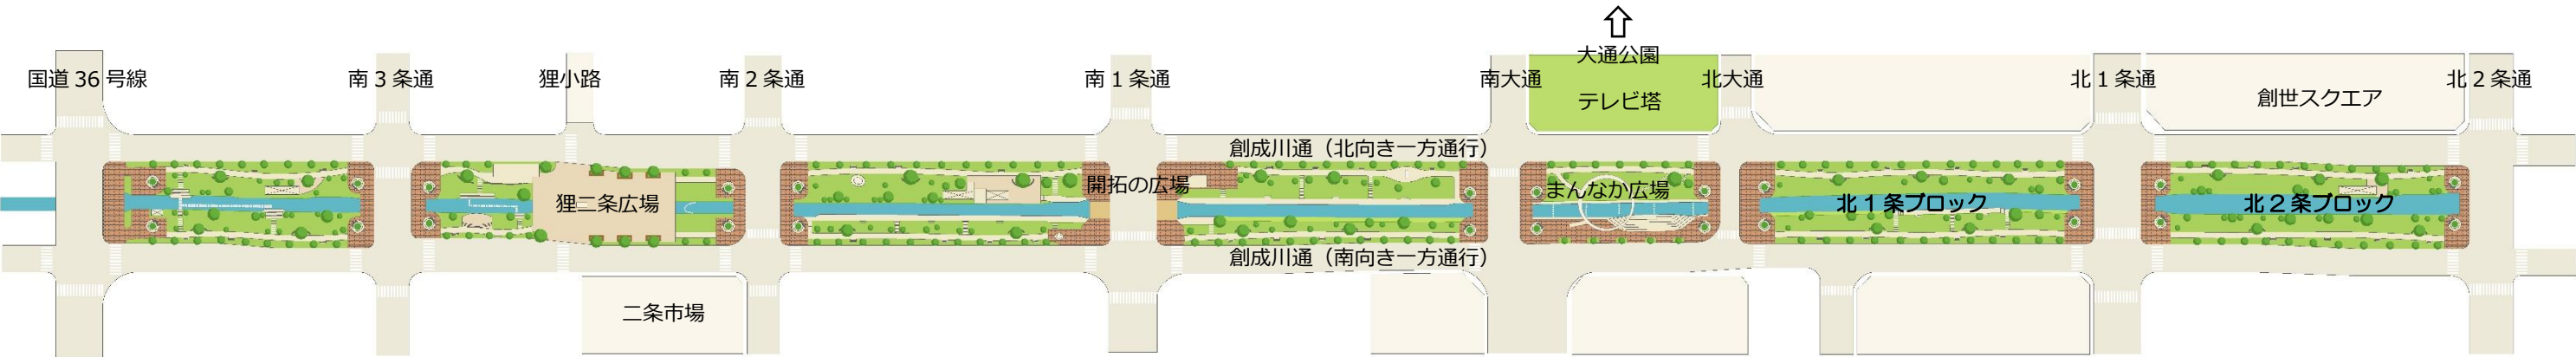 大通公園
国道36号線
南3条通
狸小路
南2条通
南1条通
南大通
北大通
北1条通
北2条通
テレビ塔
創世スクエア
創成川通（北向き一方通行）
開拓の広場
まんなか広場
狸二条広場
北1条ブロック
北2条ブロック
創成川通（南向き一方通行）
二条市場